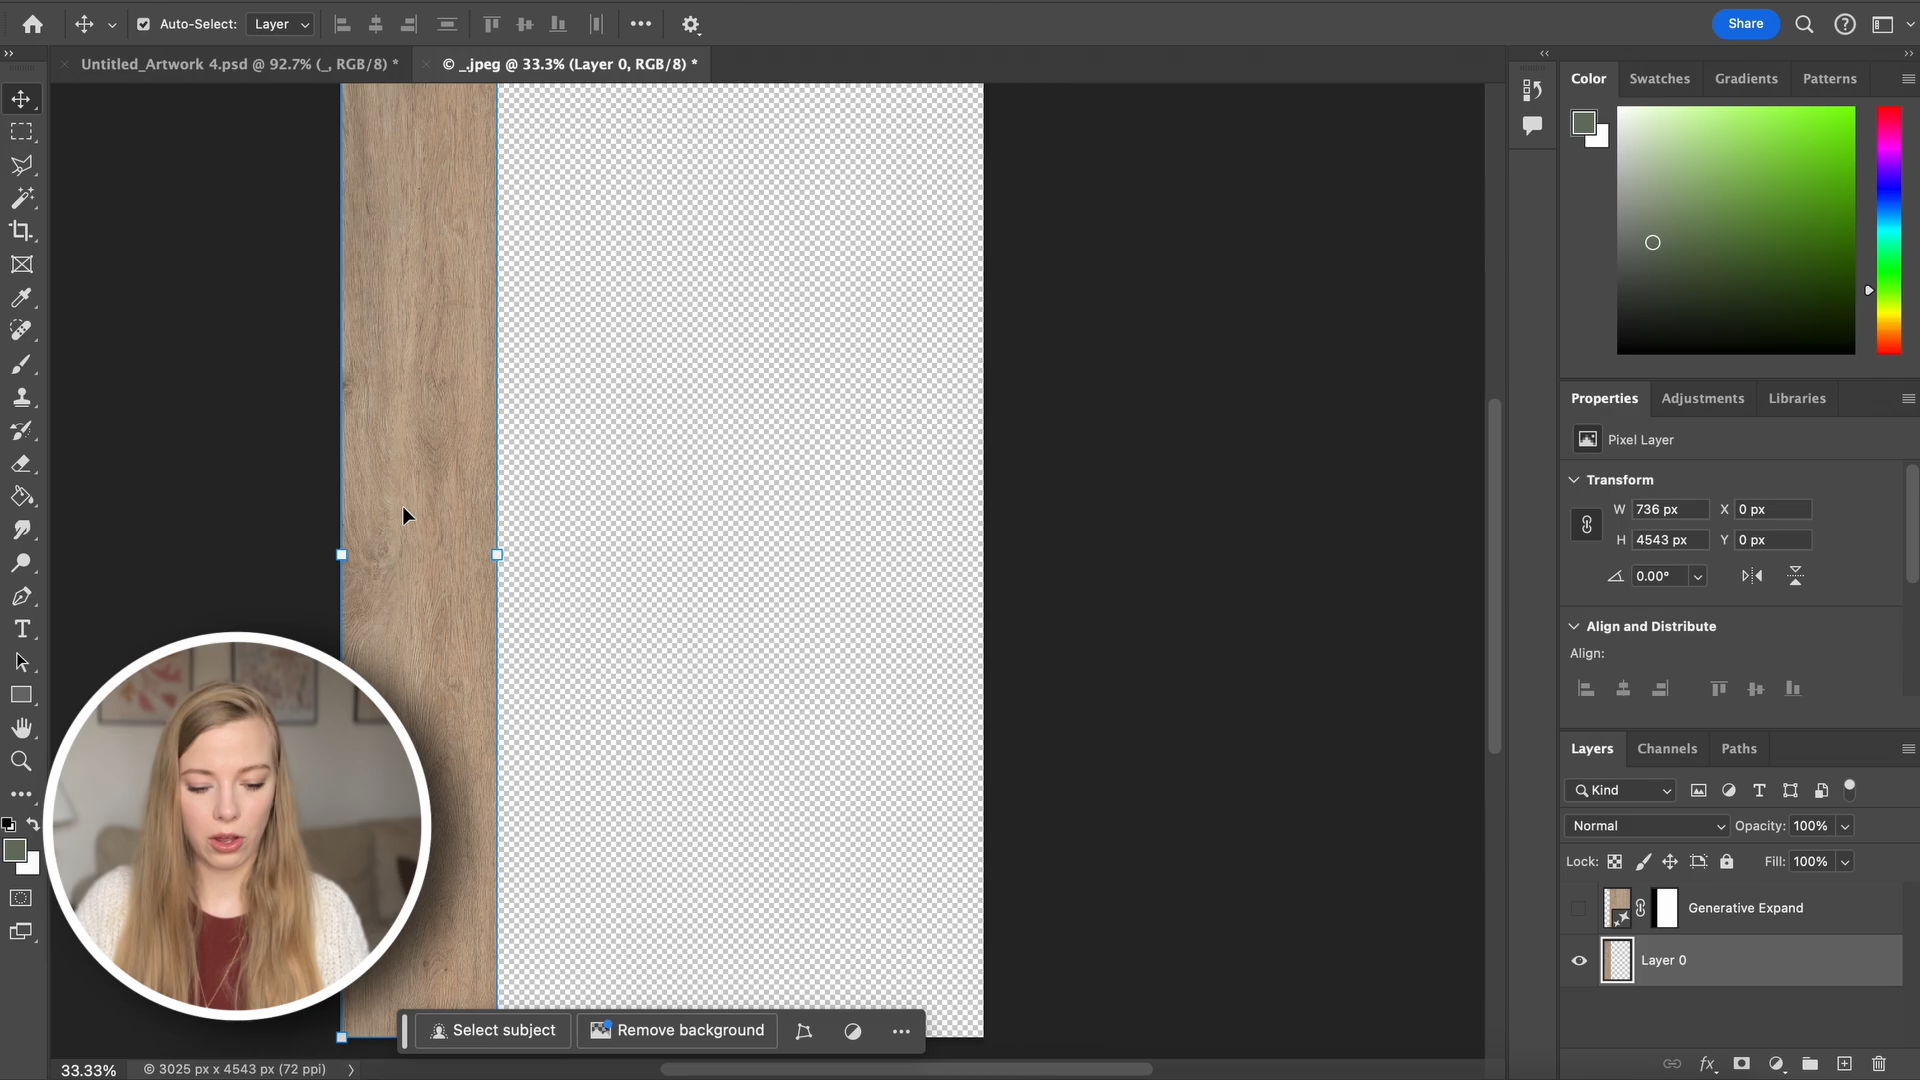 Auto-Select:
Layer
Share
Untitled_Artwork 4.psd @ 92.7% (_, RGB/8) *
© _.jpeg @ 33.3% (Layer 0, RGB/8) *
Color
Swatches
Gradients
Patterns
Properties
Adjustments
Libraries
Pixel Layer
Transform
W 736 px
X 0 px
H 4543 px
Y 0 px
0.00°
Align and Distribute
Align:
Layers
Channels
Paths
Kind
Normal
Opacity: 100%
Lock:
Fill: 100%
Generative Expand
Layer 0
Select subject
Remove background
33.33%
© 3025 px x 4543 px (72 ppi)